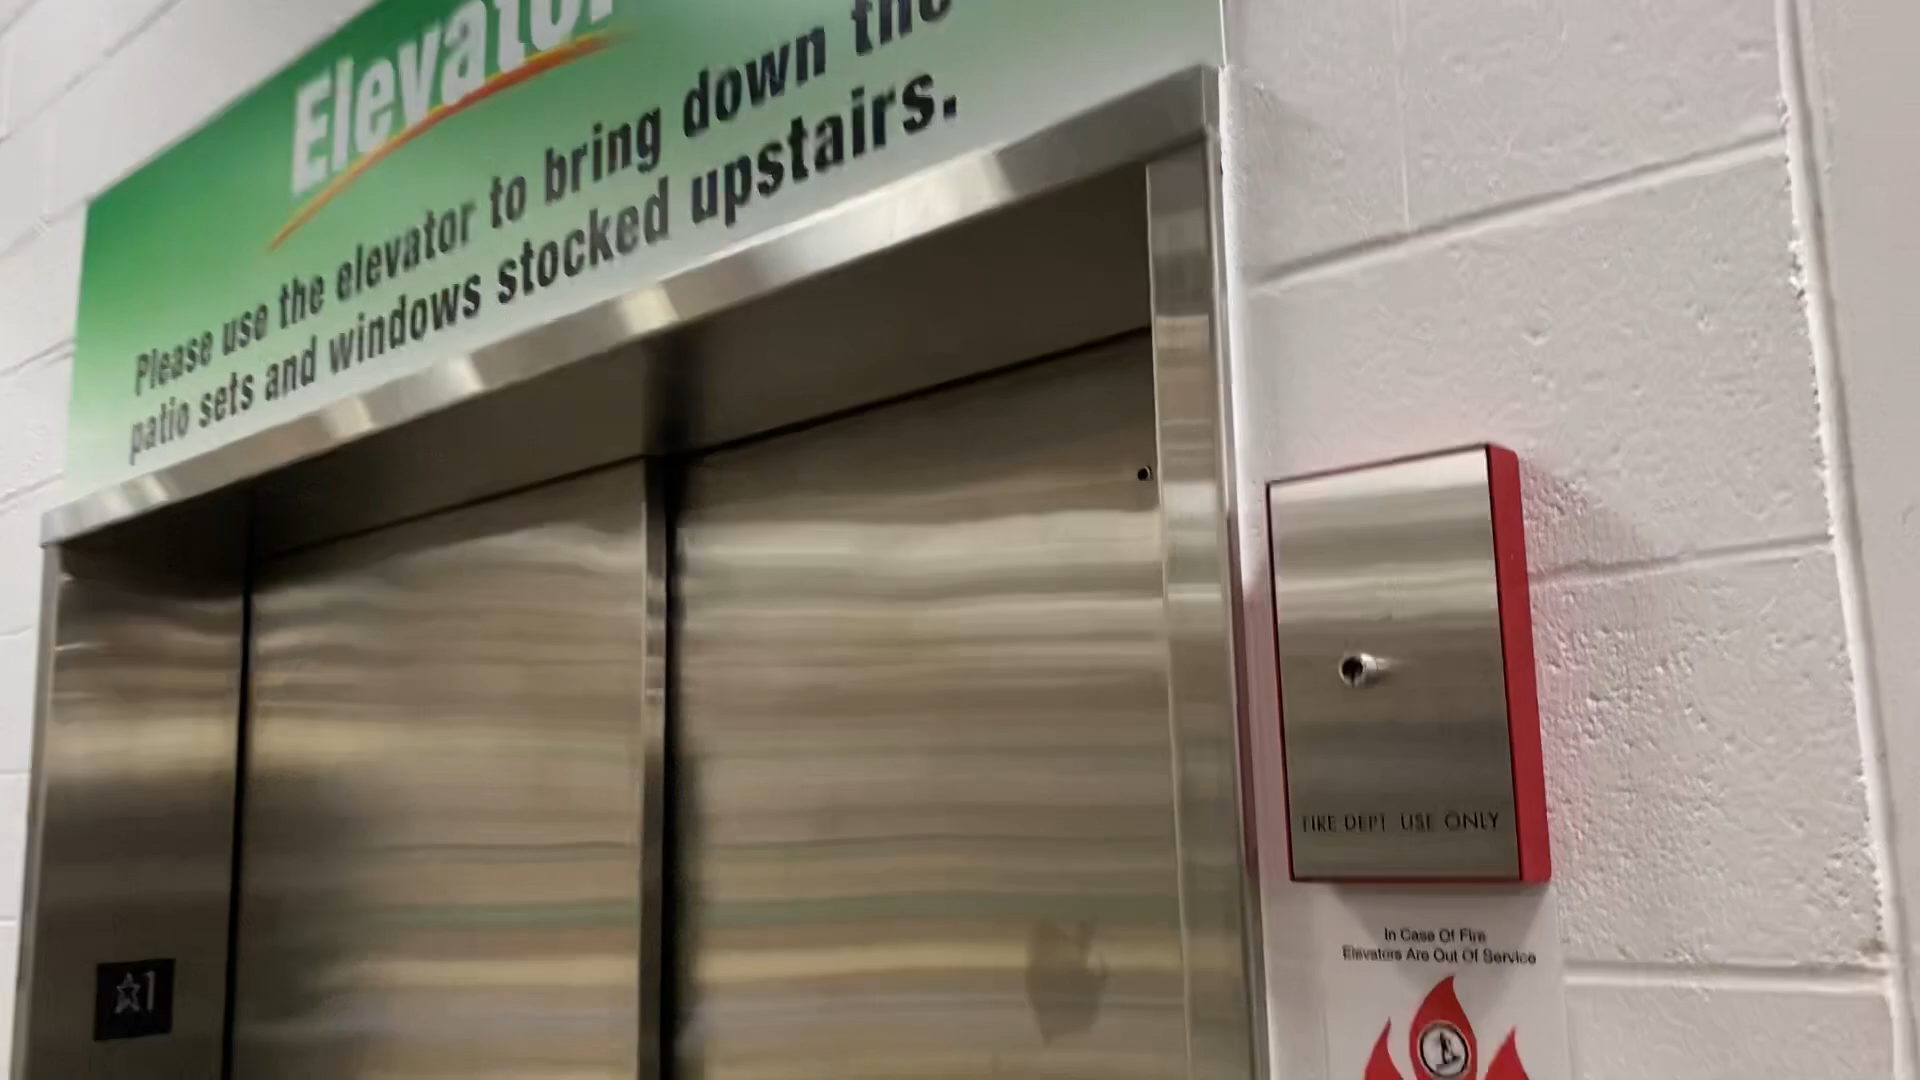 Elevator
Please use the elevator to bring down the
patio sets and windows stocked upstairs.
FIRE DEPT. USE ONLY
In Case Of Fire
Elevators Are Out Of Service
☆1